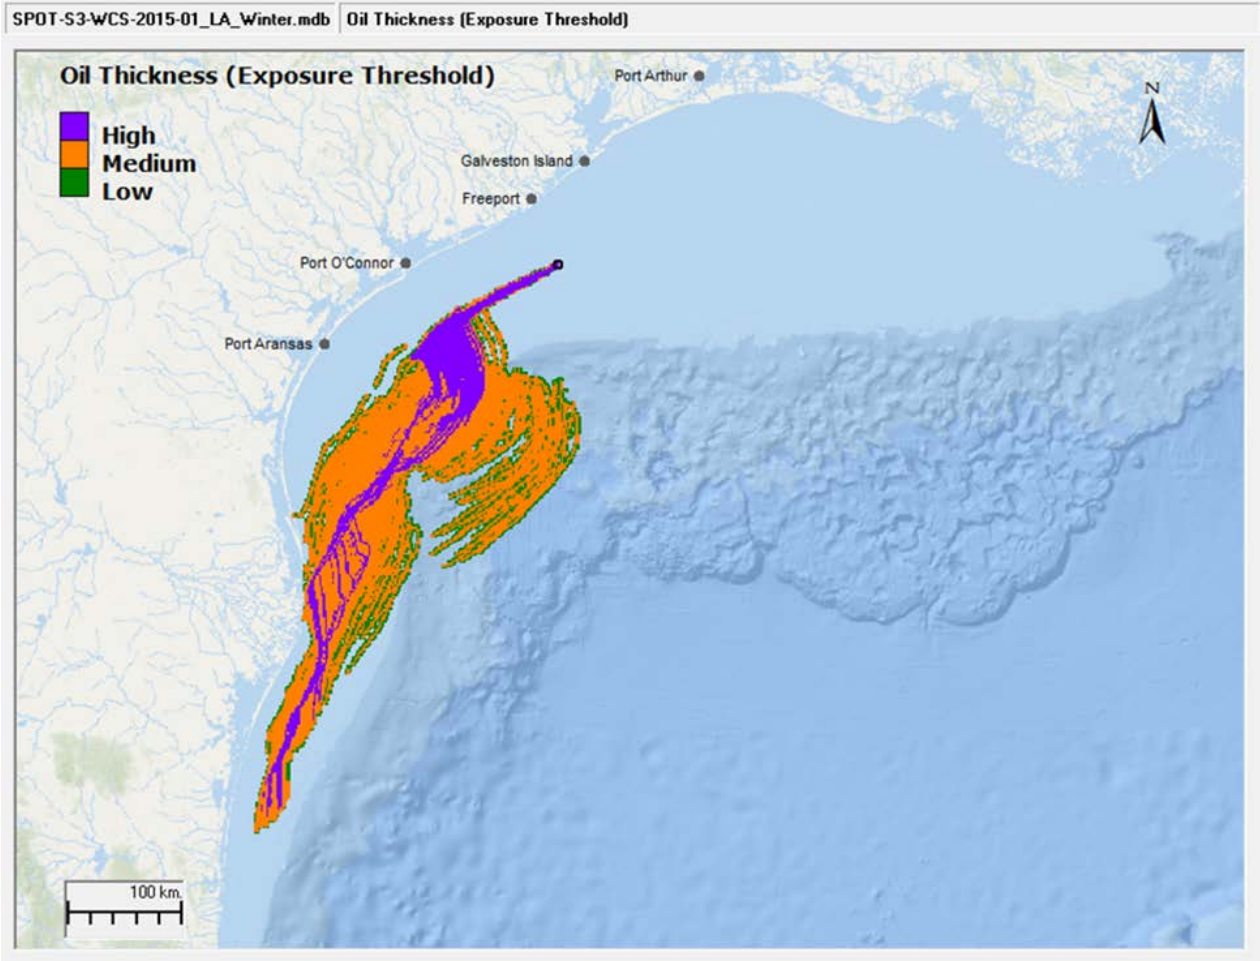 SPOT-S3-WCS-2015-01_LA_Winter.mdb Oil Thickness (Exposure Threshold)
Oil Thickness (Exposure Threshold)
High
Medium
Low
Port Arthur
N
Galveston Island
Freeport
Port O'Connor
Port Aransas
100 km.